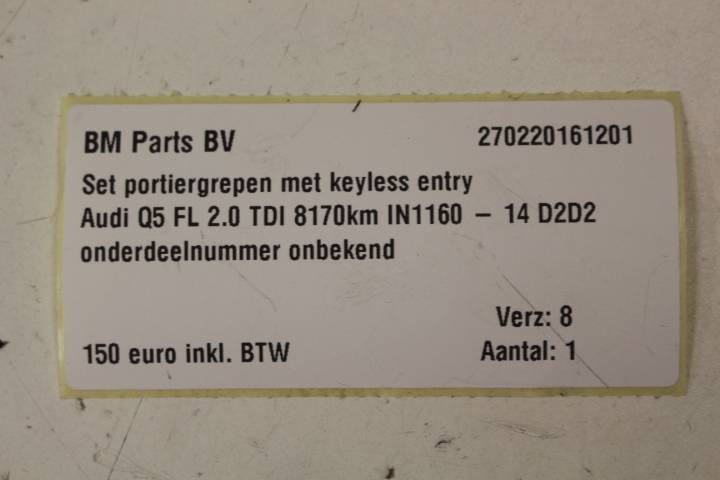 BM Parts BV 270220161201
Set portiergrepen met keyless entry
Audi Q5 FL 2.0 TDI 8170km IN1160 – 14 D2D2
onderdeelnummer onbekend
Verz: 8
150 euro inkl. BTW Aantal: 1